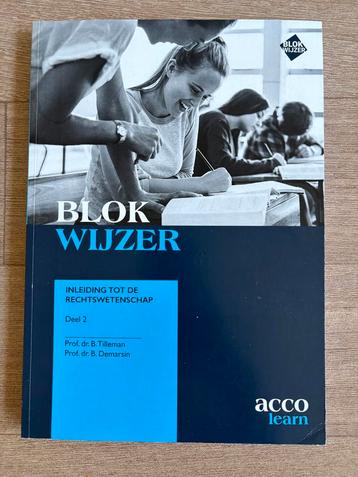 BLOK
WIJZER
BLOK
WIJZER
INLEIDING TOT DE
RECHTSWETENSCHAP
Deel 2
Prof. dr. B. Tilleman
Prof. dr. B. Demarsin
acco
learn